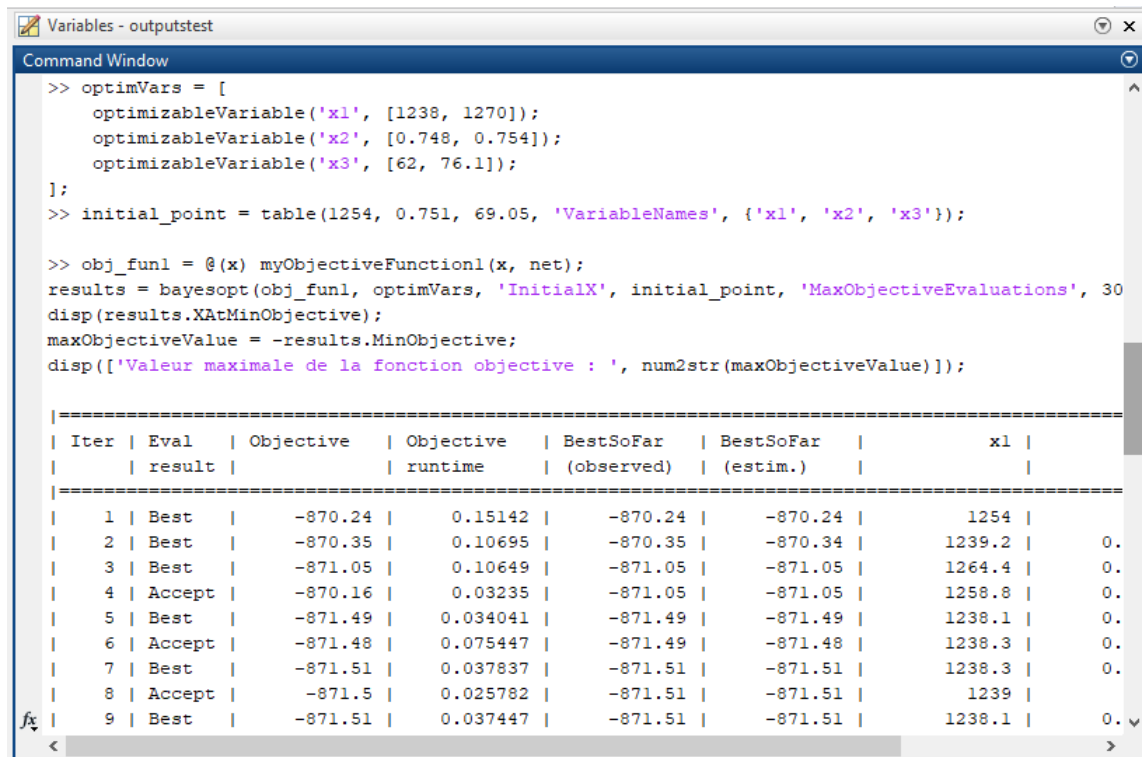 Variables - outputstest
Command Window
>> optimVars = [
    optimizableVariable('x1', [1238, 1270]);
    optimizableVariable('x2', [0.748, 0.754]);
    optimizableVariable('x3', [62, 76.1]);
];
>> initial_point = table(1254, 0.751, 69.05, 'VariableNames', {'x1', 'x2', 'x3'});
>> obj_fun1 = @(x) myObjectiveFunction1(x, net);
results = bayesopt(obj_fun1, optimVars, 'InitialX', initial_point, 'MaxObjectiveEvaluations', 30
disp(results.XAtMinObjective);
maxObjectiveValue = -results.MinObjective;
disp(['Valeur maximale de la fonction objective : ', num2str(maxObjectiveValue)]);
|==============================================================================================
| Iter | Eval   | Objective   | Objective   | BestSoFar   | BestSoFar   |           x1 |
|      | result |             | runtime     | (observed)  | (estim.)    |              |
|==============================================================================================
|    1 | Best   |     -870.24 |     0.15142 |     -870.24 |     -870.24 |         1254 |
|    2 | Best   |     -870.35 |     0.10695 |     -870.35 |     -870.34 |       1239.2 |      0.
|    3 | Best   |     -871.05 |     0.10649 |     -871.05 |     -871.05 |       1264.4 |      0.
|    4 | Accept |     -870.16 |     0.03235 |     -871.05 |     -871.05 |       1258.8 |      0.
|    5 | Best   |     -871.49 |    0.034041 |     -871.49 |     -871.49 |       1238.1 |      0.
|    6 | Accept |     -871.48 |    0.075447 |     -871.49 |     -871.48 |       1238.3 |      0.
|    7 | Best   |     -871.51 |    0.037837 |     -871.51 |     -871.51 |       1238.3 |      0.
|    8 | Accept |      -871.5 |    0.025782 |     -871.51 |     -871.51 |         1239 |
fx |    9 | Best   |     -871.51 |    0.037447 |     -871.51 |     -871.51 |       1238.1 |      0.